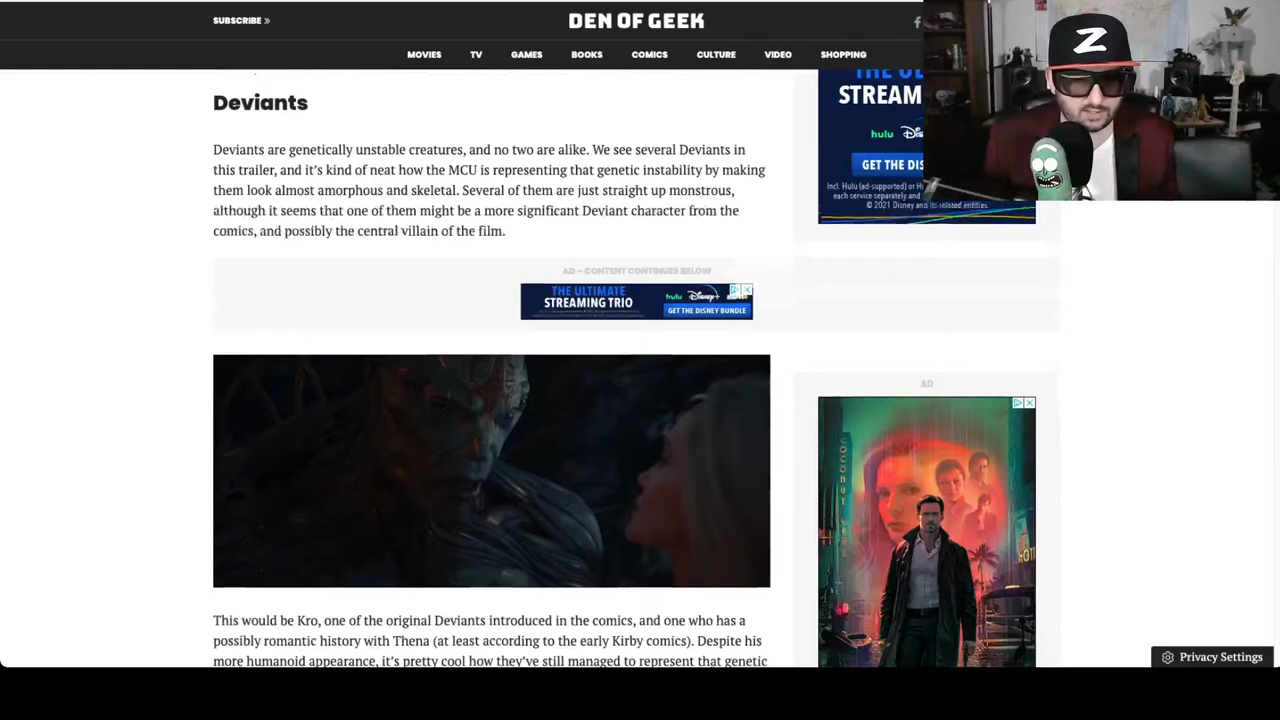 SUBSCRIBE »
DEN OF GEEK
MOVIES TV GAMES BOOKS COMICS CULTURE VIDEO SHOPPING
Z
Deviants
Deviants are genetically unstable creatures, and no two are alike. We see several Deviants in
this trailer, and it's kind of neat how the MCU is representing that genetic instability by making
them look almost amorphous and skeletal. Several of them are just straight up monstrous,
although it seems that one of them might be a more significant Deviant character from the
comics, and possibly the central villain of the film.
STREAM
hulu
GET THE DIS
Incl. Hulu (ad-supported) or H
each service separately and
© 2021 Disney and its related entities.
AD – CONTENT CONTINUES BELOW
THE ULTIMATE
STREAMING TRIO
hulu Disney+
GET THE DISNEY BUNDLE
AD
COCONUT
This would be Kro, one of the original Deviants introduced in the comics, and one who has a
possibly romantic history with Thena (at least according to the early Kirby comics). Despite his
more humanoid appearance, it's pretty cool how they've still managed to represent that genetic
Privacy Settings